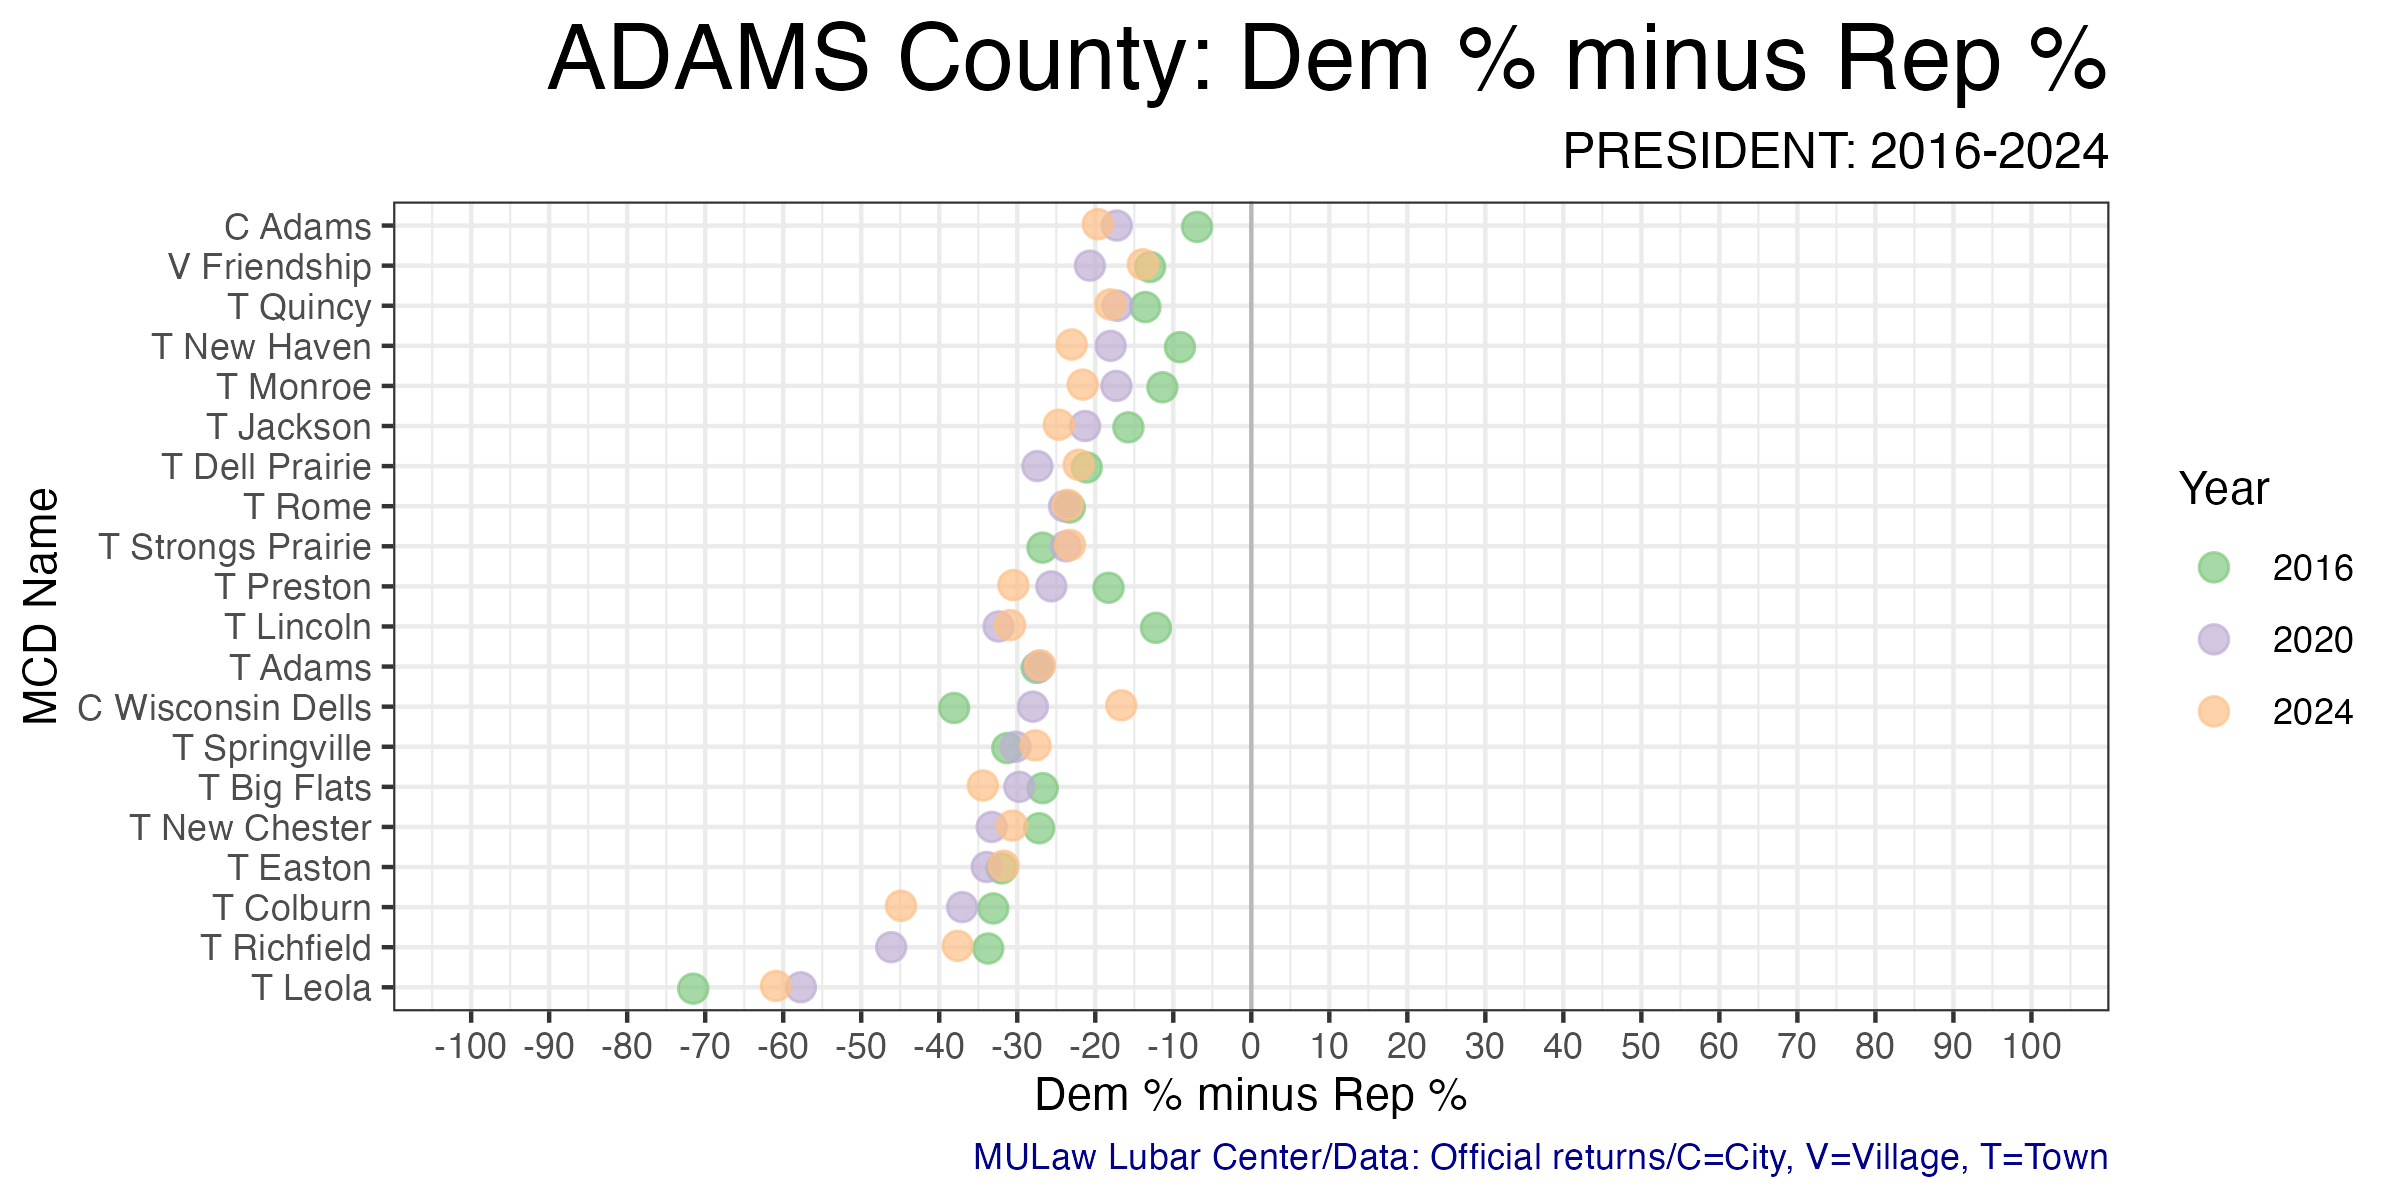 ADAMS County: Dem % minus Rep %
PRESIDENT: 2016-2024
MCD Name
C Adams
V Friendship
T Quincy
T New Haven
T Monroe
T Jackson
T Dell Prairie
T Rome
T Strongs Prairie
T Preston
T Lincoln
T Adams
C Wisconsin Dells
T Springville
T Big Flats
T New Chester
T Easton
T Colburn
T Richfield
T Leola
-100 -90 -80 -70 -60 -50 -40 -30 -20 -10 0 10 20 30 40 50 60 70 80 90 100
Dem % minus Rep %
Year
2016
2020
2024
MULaw Lubar Center/Data: Official returns/C=City, V=Village, T=Town